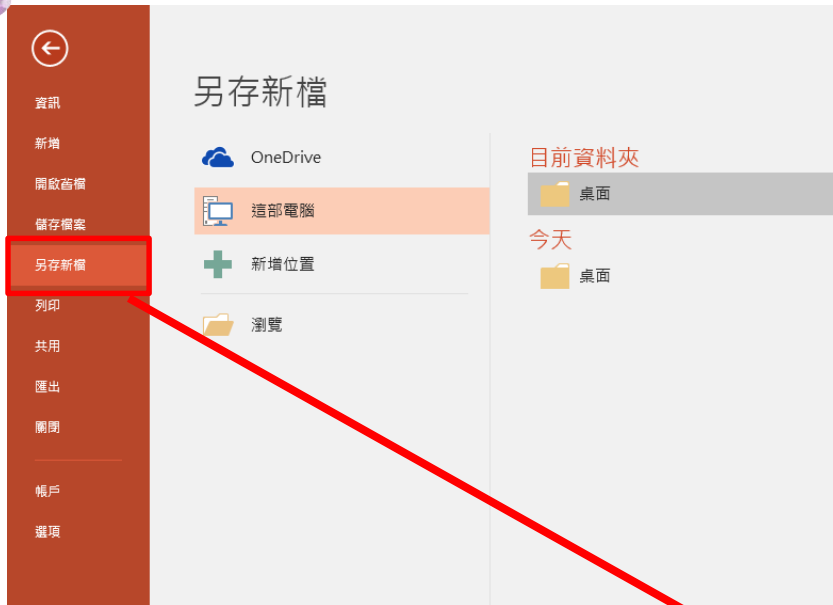 資訊
新增
開啟舊檔
儲存檔案
另存新檔
列印
共用
匯出
關閉
帳戶
選項
另存新檔
OneDrive
這部電腦
新增位置
瀏覽
目前資料夾
桌面
今天
桌面